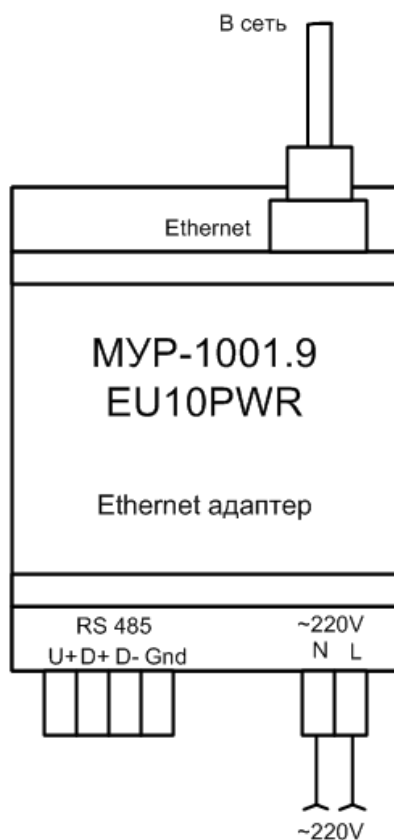 В сеть
Ethernet
МУР-1001.9
EU10PWR
Ethernet адаптер
RS 485 ~220V
U+ D+ D- Gnd N L
~220V